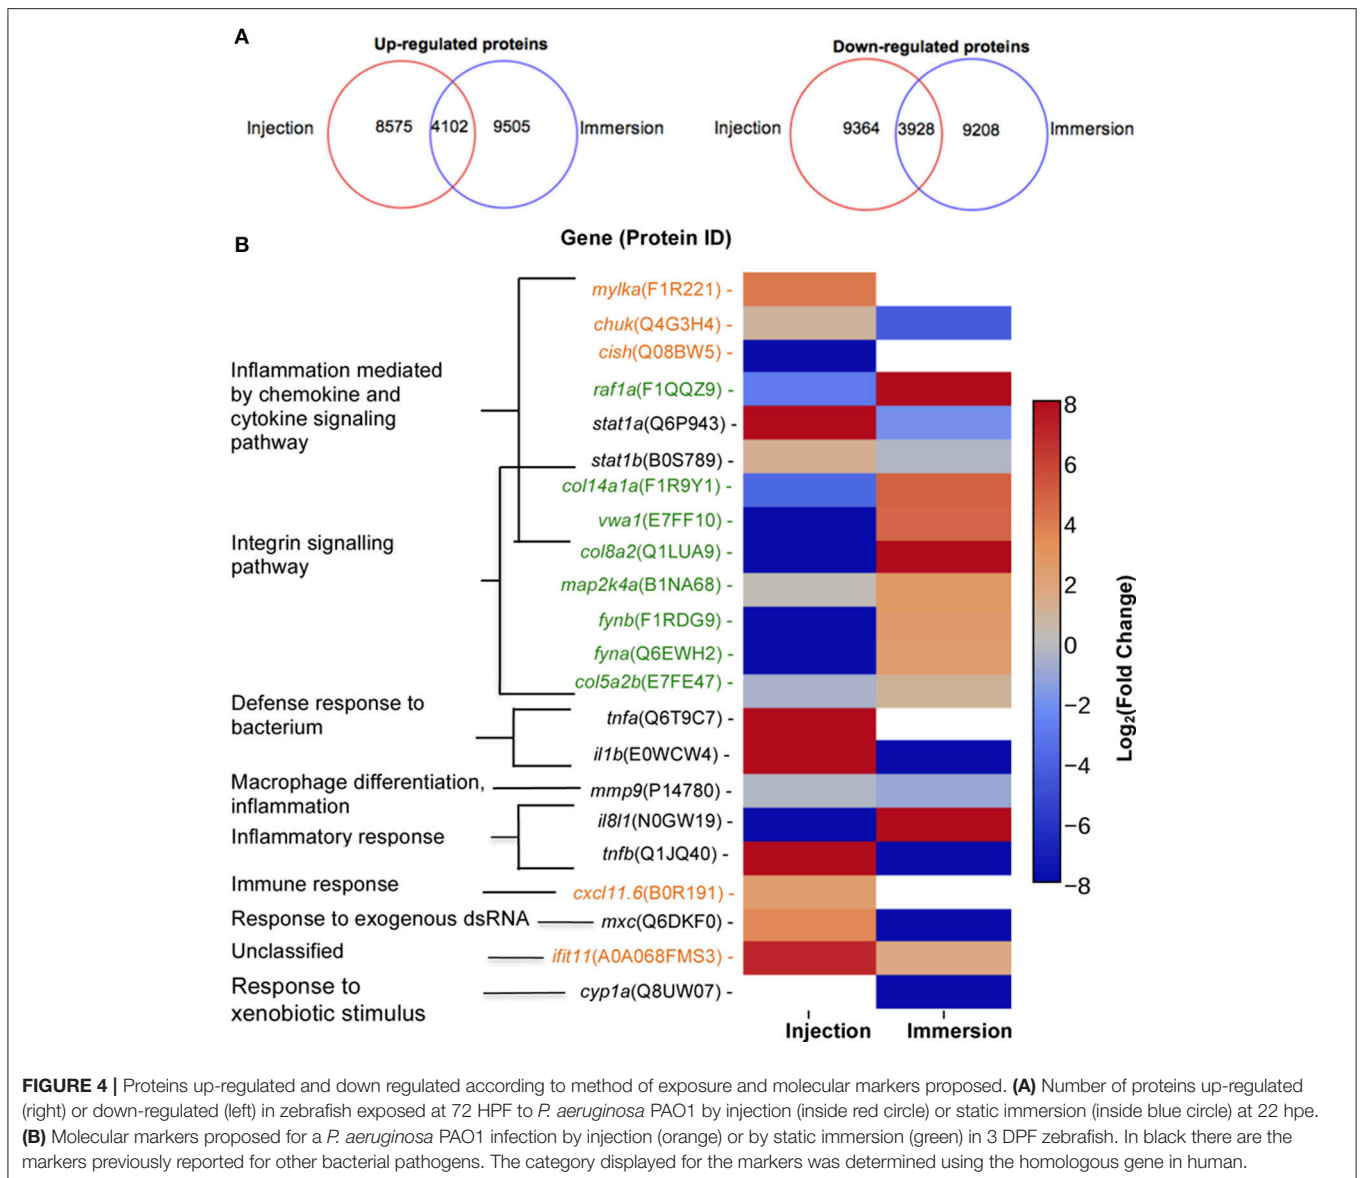 A
Up-regulated proteins
Injection
8575
4102
9505
Immersion
Down-regulated proteins
Injection
9364
3928
9208
Immersion
B
Gene (Protein ID)
Inflammation mediated
by chemokine and
cytokine signaling
pathway
Integrin signalling
pathway
Defense response to
bacterium
Macrophage differentiation,
inflammation
Inflammatory response
Immune response
Response to exogenous dsRNA
Unclassified
Response to
xenobiotic stimulus
mylka(F1R221) -
chuk(Q4G3H4) -
cish(Q08BW5) -
raf1a(F1QQZ9) -
stat1a(Q6P943) -
stat1b(B0S789) -
col14a1a(F1R9Y1) -
vwa1(E7FF10) -
col8a2(Q1LUA9) -
map2k4a(B1NA68) -
fynb(F1RDG9) -
fyna(Q6EWH2) -
col5a2b(E7FE47) -
tnfa(Q6T9C7) -
il1b(E0WCW4) -
mmp9(P14780) -
il8l1(N0GW19) -
tnfb(Q1JQ40) -
cxcl11.6(B0R191) -
mxc(Q6DKF0) -
ifit11(A0A068FMS3) -
cyp1a(Q8UW07) -
Injection
Immersion
8
6
4
2
0
−2
−4
−6
−8
Log2(Fold Change)
FIGURE 4 | Proteins up-regulated and down regulated according to method of exposure and molecular markers proposed. (A) Number of proteins up-regulated
(right) or down-regulated (left) in zebrafish exposed at 72 HPF to P. aeruginosa PAO1 by injection (inside red circle) or static immersion (inside blue circle) at 22 hpe.
(B) Molecular markers proposed for a P. aeruginosa PAO1 infection by injection (orange) or by static immersion (green) in 3 DPF zebrafish. In black there are the
markers previously reported for other bacterial pathogens. The category displayed for the markers was determined using the homologous gene in human.